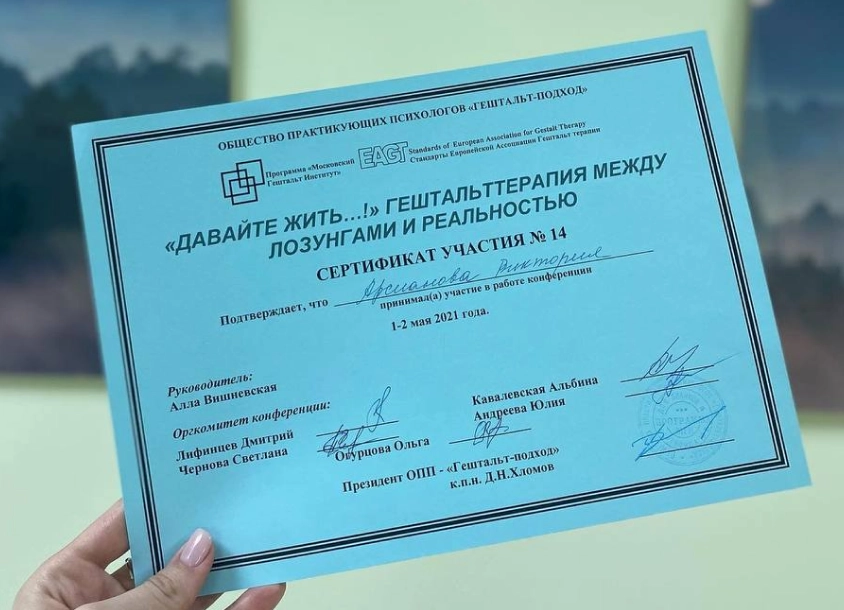 ОБЩЕСТВО ПРАКТИКУЮЩИХ ПСИХОЛОГОВ «ГЕШТАЛЬТ-ПОДХОД»
Программа «Московский
Гештальт Институт»
EAGT
Standards of European Association for Gestalt Therapy
Стандарты Европейской Ассоциации Гештальт терапии
«ДАВАЙТЕ ЖИТЬ...!» ГЕШТАЛЬТТЕРАПИЯ МЕЖДУ
ЛОЗУНГАМИ И РЕАЛЬНОСТЬЮ
СЕРТИФИКАТ УЧАСТИЯ № 14
Подтверждает, что Арсланова Виктория
принимал(а) участие в работе конференции
1-2 мая 2021 года.
Руководитель:
Алла Вишневская
Оргкомитет конференции:
Лифинцев Дмитрий
Чернова Светлана
Огурцова Ольга
Кавалевская Альбина
Андреева Юлия
Президент ОПП - «Гештальт-подход»
к.п.н. Д.Н.Хломов